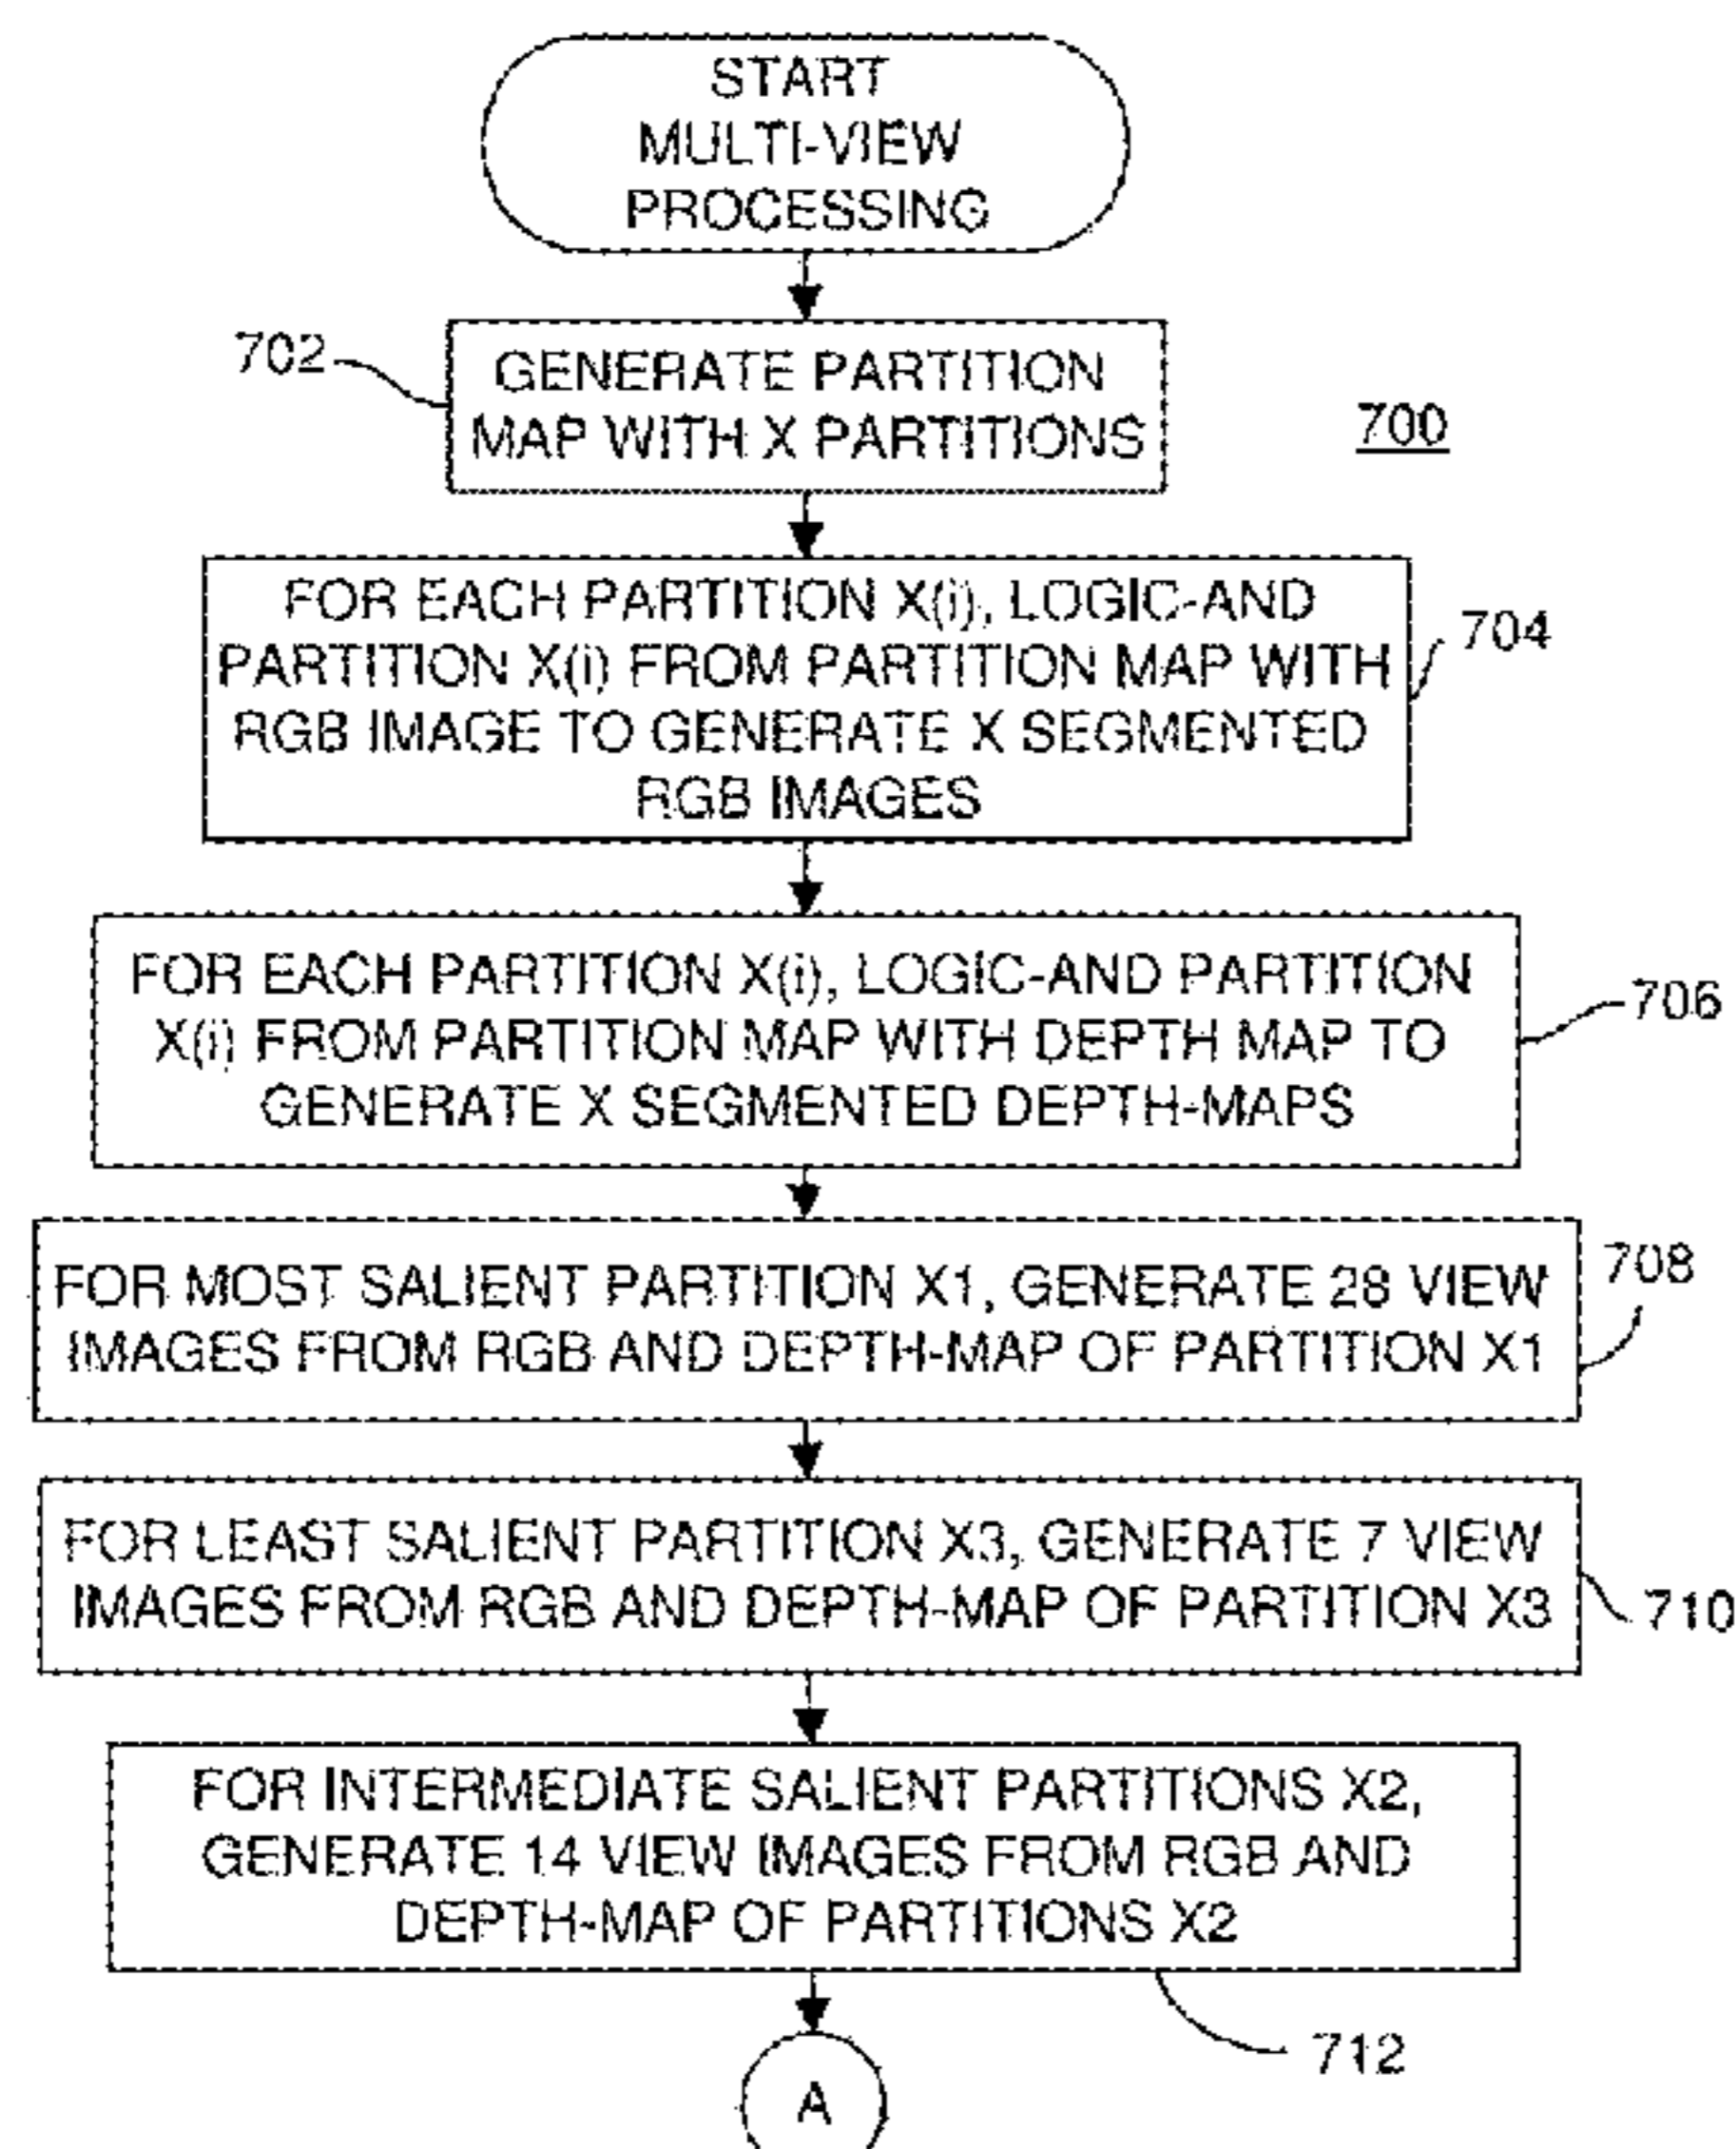 START
MULTI-VIEW
PROCESSING
702
GENERATE PARTITION
MAP WITH X PARTITIONS
700
FOR EACH PARTITION X(i), LOGIC-AND
PARTITION X(i) FROM PARTITION MAP WITH
RGB IMAGE TO GENERATE X SEGMENTED
RGB IMAGES
704
FOR EACH PARTITION X(i), LOGIC-AND PARTITION
X(i) FROM PARTITION MAP WITH DEPTH MAP TO
GENERATE X SEGMENTED DEPTH-MAPS
706
FOR MOST SALIENT PARTITION X1, GENERATE 28 VIEW
IMAGES FROM RGB AND DEPTH-MAP OF PARTITION X1
708
FOR LEAST SALIENT PARTITION X3, GENERATE 7 VIEW
IMAGES FROM RGB AND DEPTH-MAP OF PARTITION X3
710
FOR INTERMEDIATE SALIENT PARTITIONS X2,
GENERATE 14 VIEW IMAGES FROM RGB AND
DEPTH-MAP OF PARTITIONS X2
712
A